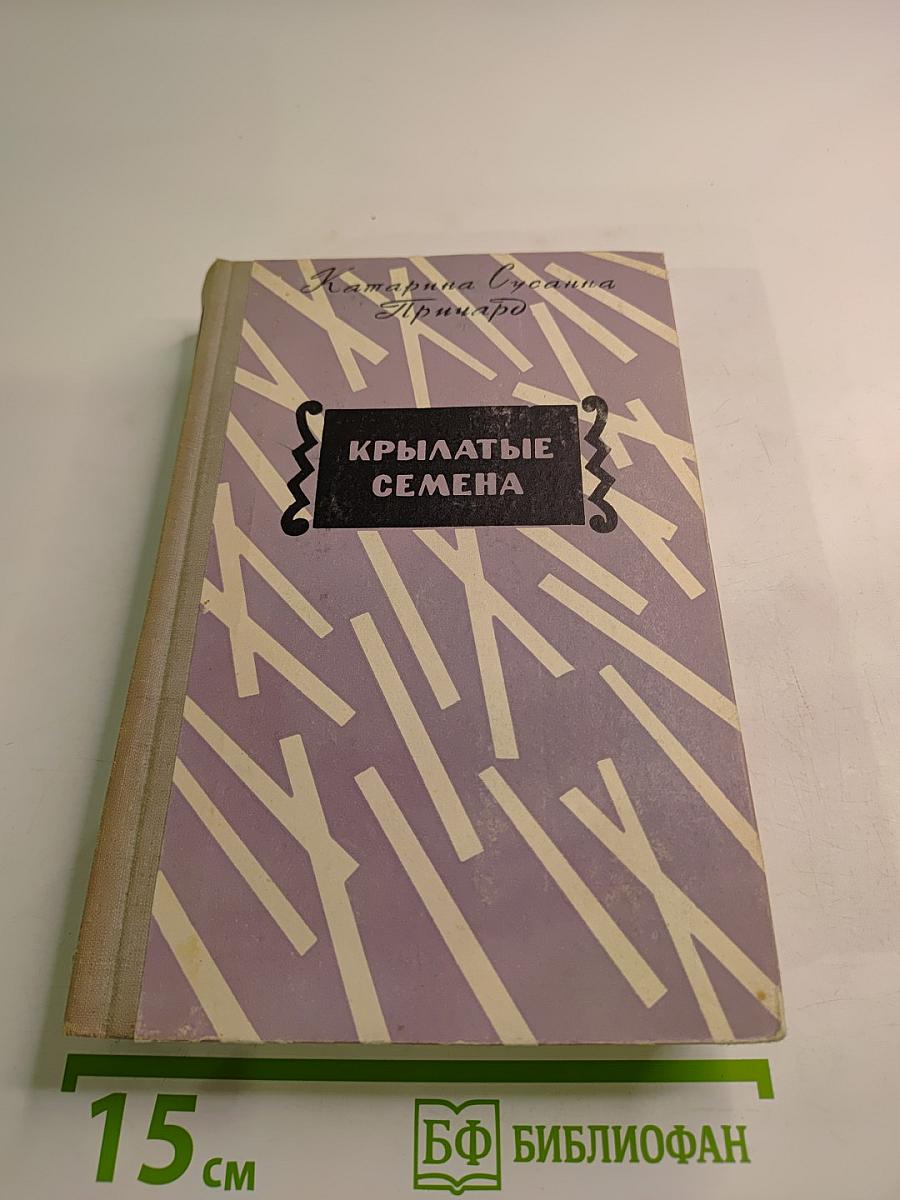 Катарина Сусанна
Причард
КРЫЛАТЫЕ
СЕМЕНА
15 см
БФ БИБЛИОФАН